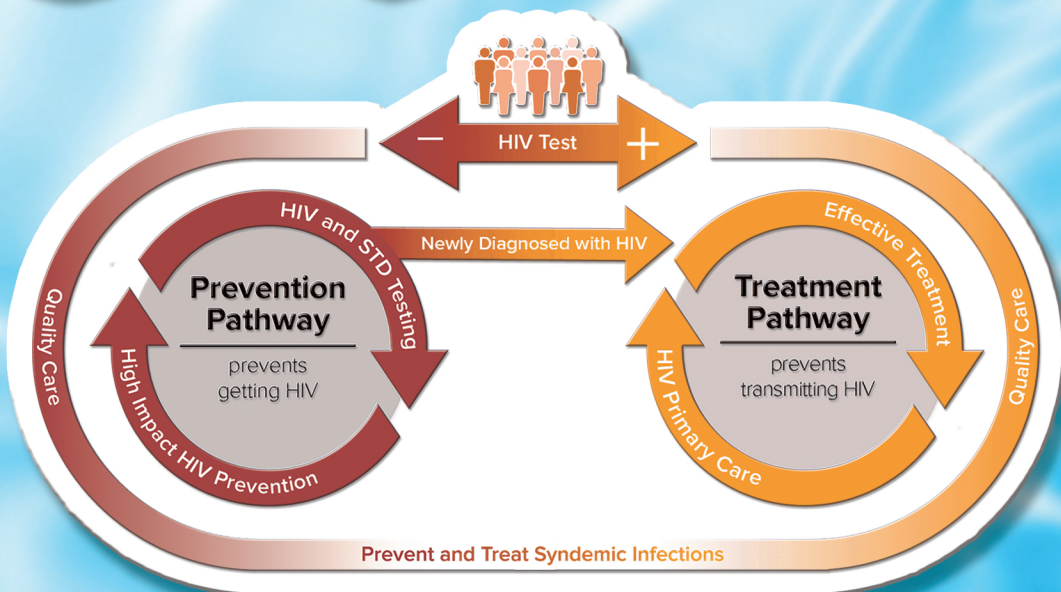 − HIV Test +
Newly Diagnosed with HIV
Quality Care
HIV and STD Testing
High Impact HIV Prevention
Prevention
Pathway
prevents
getting HIV
Effective Treatment
HIV Primary Care
Treatment
Pathway
prevents
transmitting HIV
Quality Care
Prevent and Treat Syndemic Infections